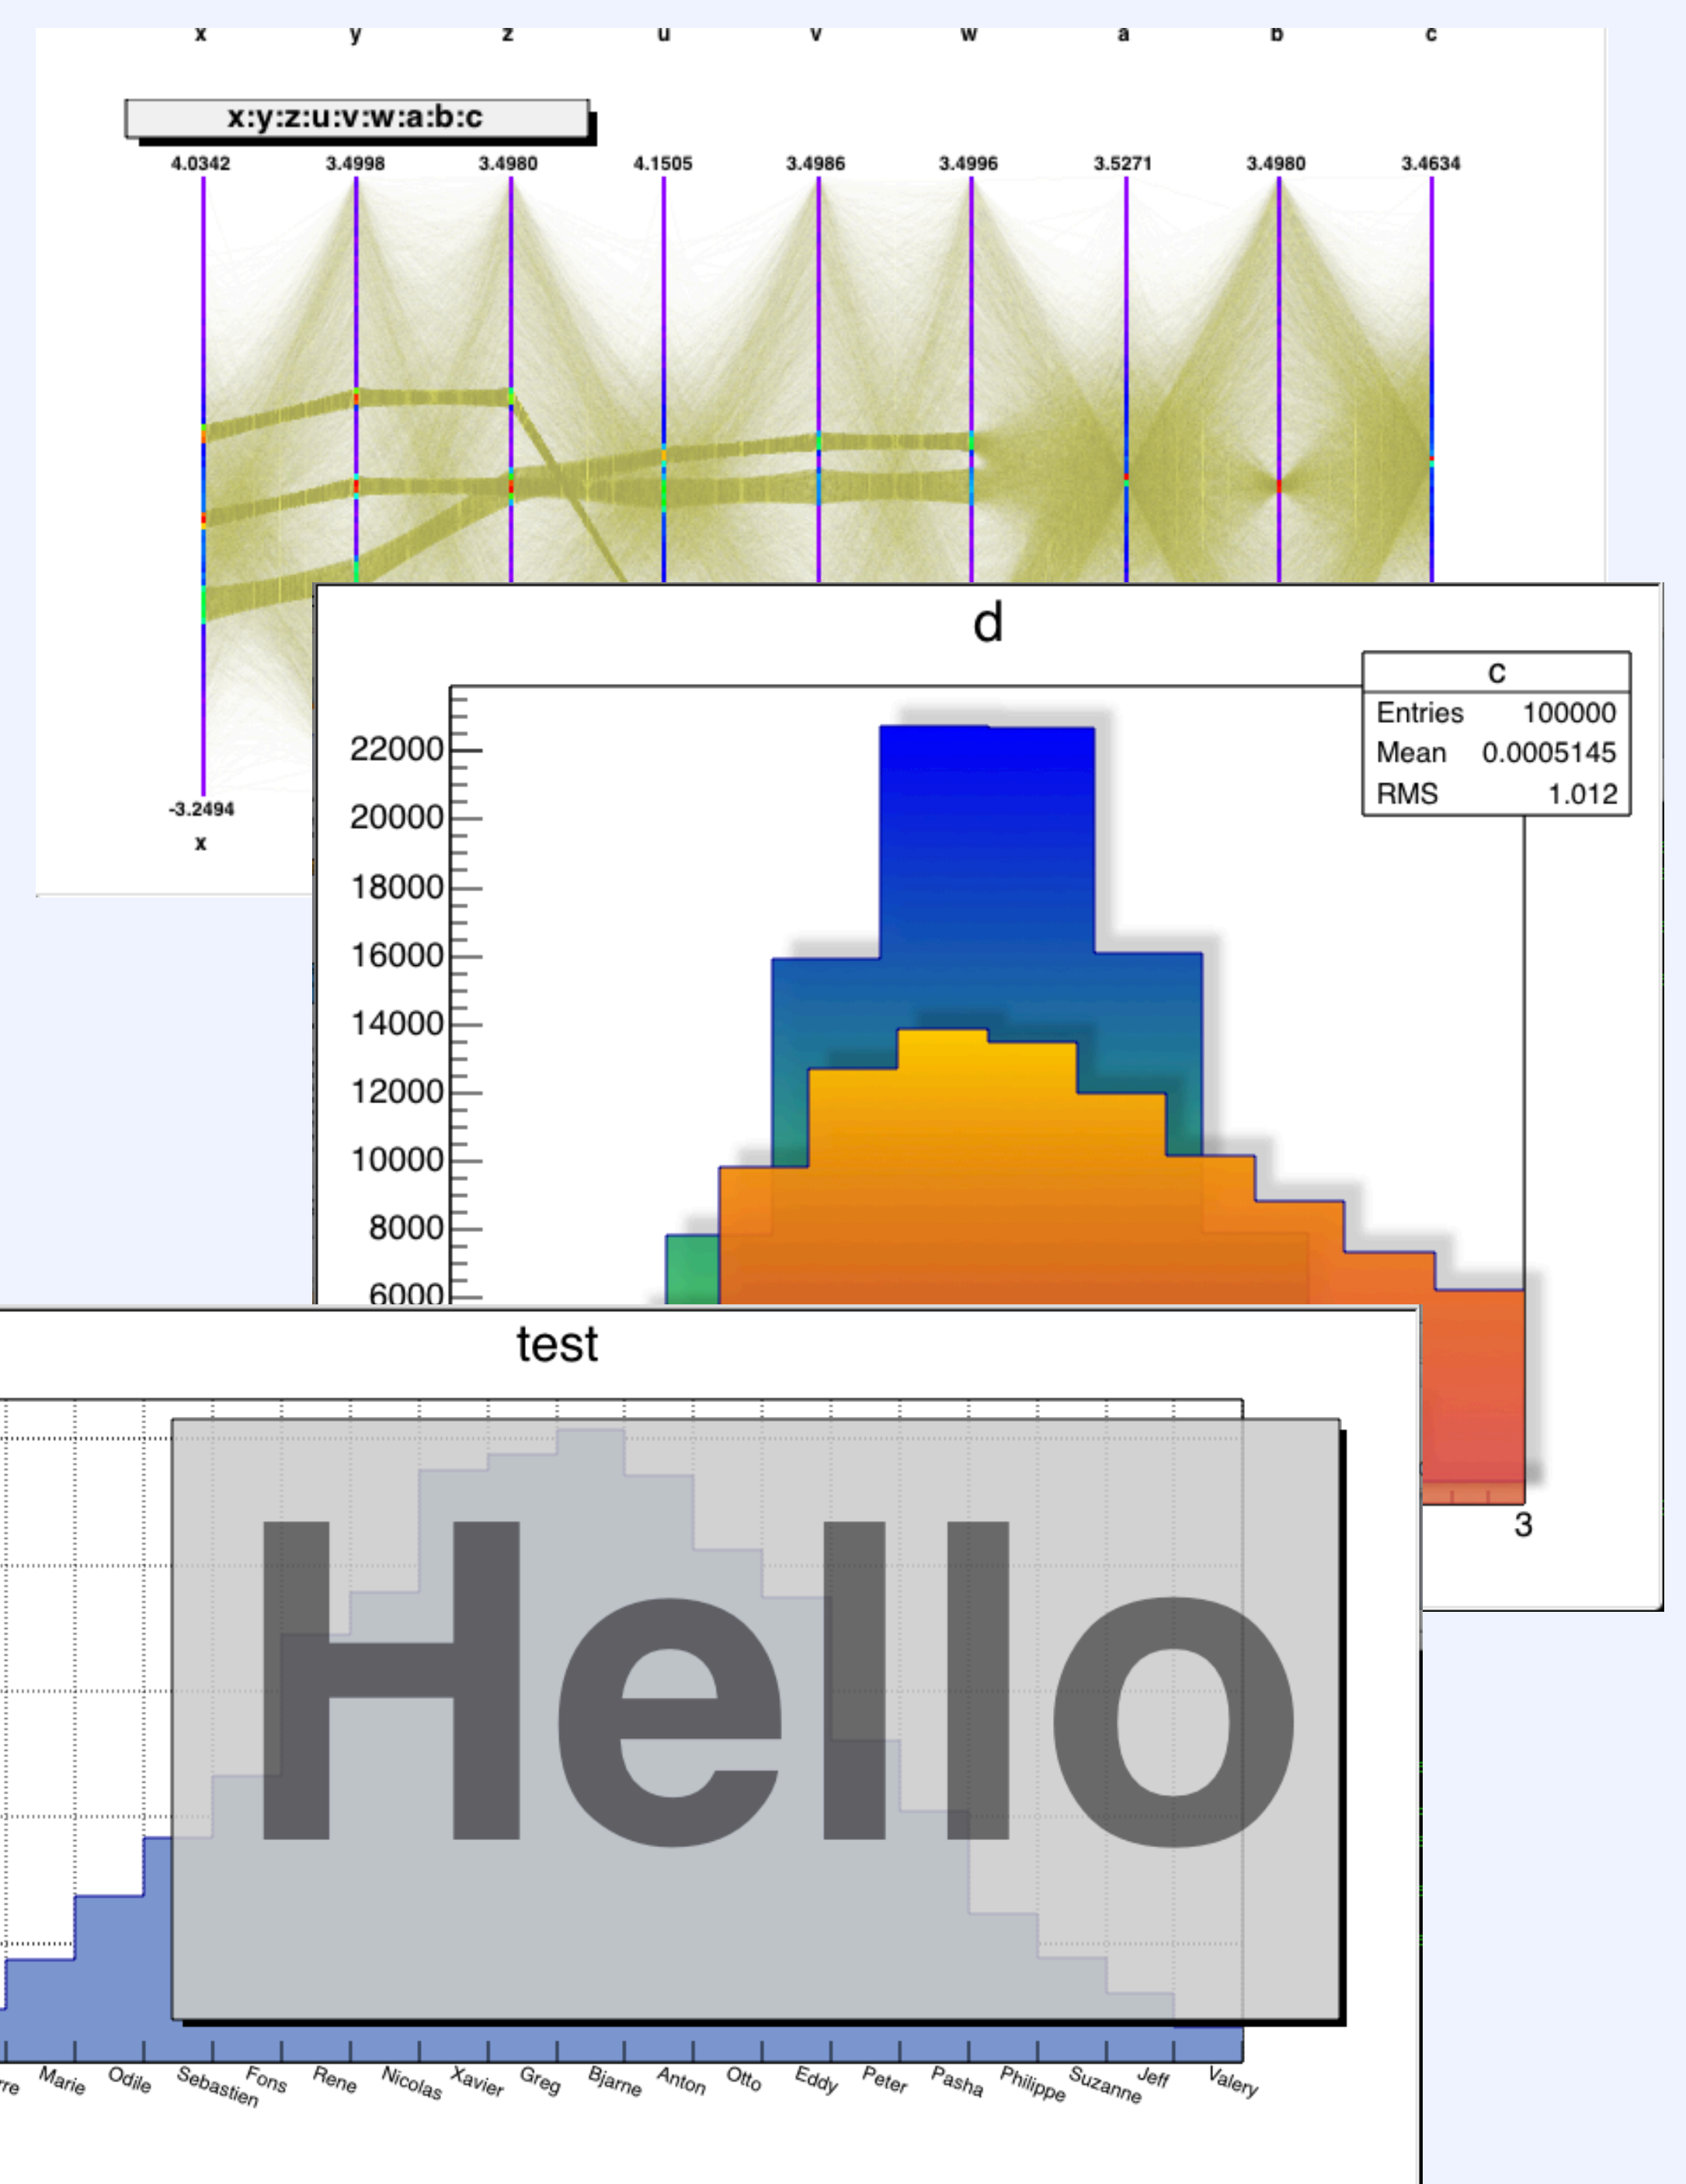 x y z u v w a b c
x:y:z:u:v:w:a:b:c
4.0342 3.4998 3.4980 4.1505 3.4986 3.4996 3.5271 3.4980 3.4634
-3.2494
x
d
C
Entries 100000
Mean 0.0005145
RMS 1.012
22000
20000
18000
16000
14000
12000
10000
8000
6000
3
test
Hello
Marie Odile Sebastien Fons Rene Nicolas Xavier Greg Bjarne Anton Otto Eddy Peter Pasha Philippe Suzanne Jeff Valery